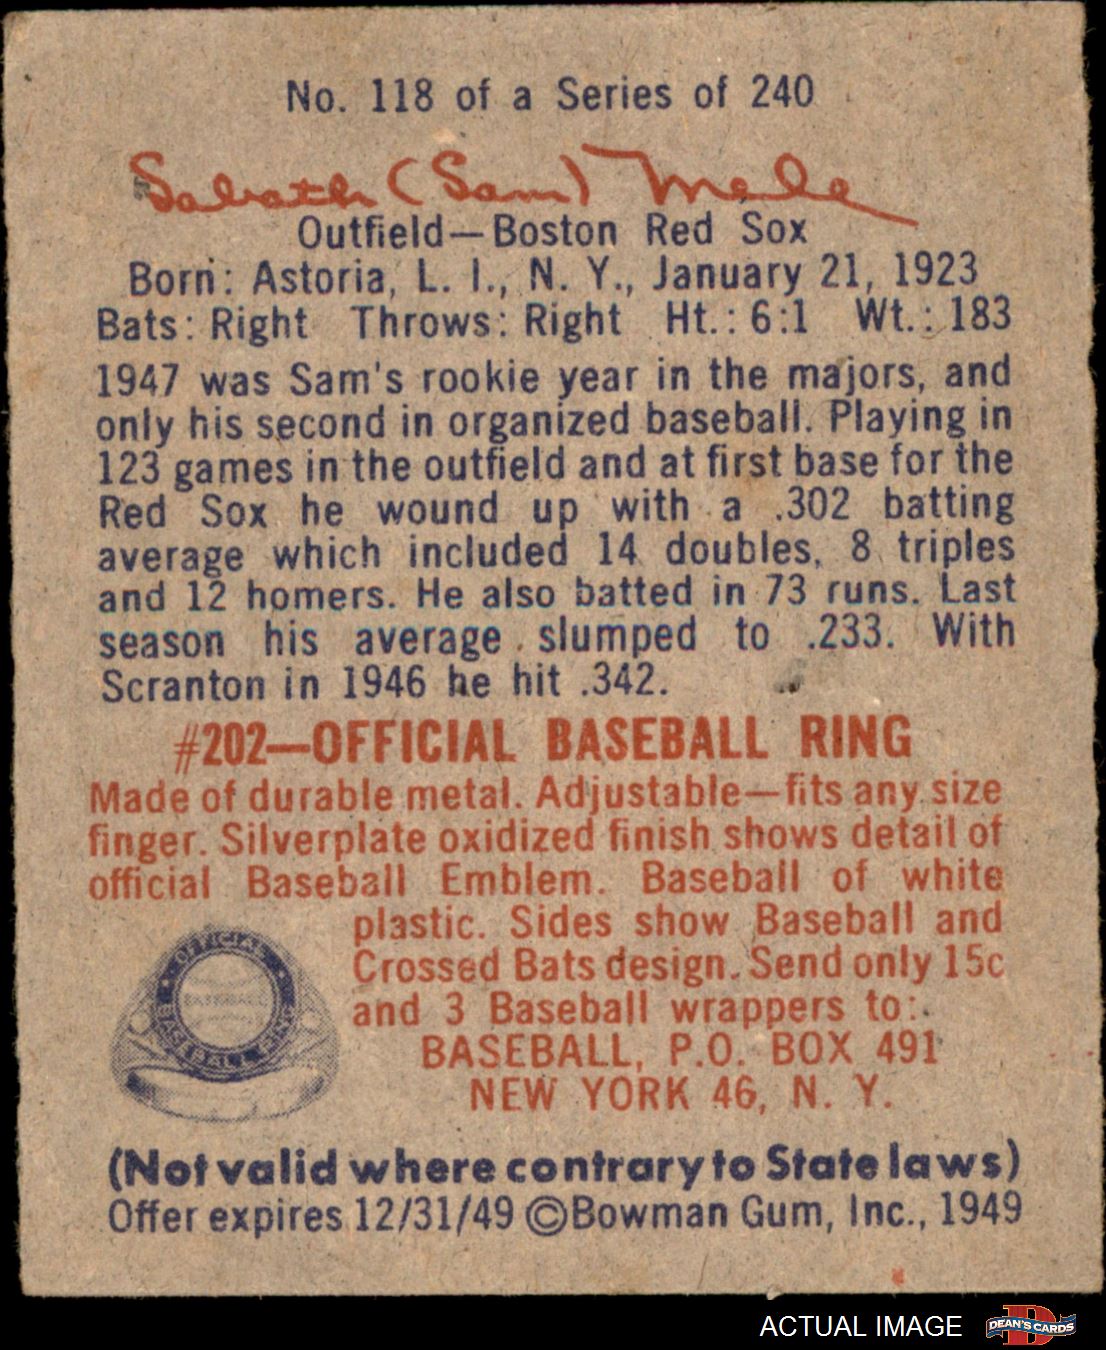 No. 118 of a Series of 240
Sabath (Sam) Mele
Outfield—Boston Red Sox
Born: Astoria, L. I., N. Y., January 21, 1923
Bats: Right Throws: Right Ht.: 6:1 Wt.: 183
1947 was Sam's rookie year in the majors, and
only his second in organized baseball. Playing in
123 games in the outfield and at first base for the
Red Sox he wound up with a .302 batting
average which included 14 doubles, 8 triples
and 12 homers. He also batted in 73 runs. Last
season his average slumped to .233. With
Scranton in 1946 he hit .342.
#202—OFFICIAL BASEBALL RING
Made of durable metal. Adjustable—fits any size
finger. Silverplate oxidized finish shows detail of
official Baseball Emblem. Baseball of white
plastic. Sides show Baseball and
Crossed Bats design. Send only 15c
and 3 Baseball wrappers to:
BASEBALL, P.O. BOX 491
NEW YORK 46, N. Y.
OFFICIAL
BASEBALL
BASEBALL RING
(Not valid where contrary to State laws)
Offer expires 12/31/49 ©Bowman Gum, Inc., 1949
ACTUAL IMAGE
D
DEAN'S CARDS